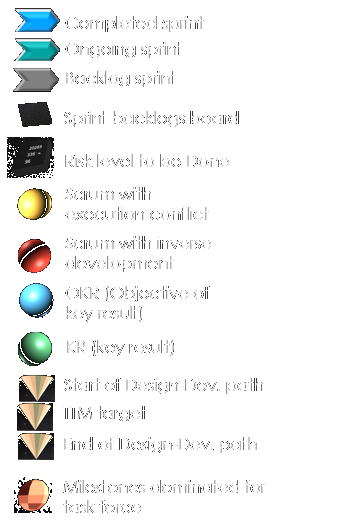 Completed sprint
Ongoing sprint
Backlog sprint
Sprint backlogs board
Risk level to be Done
Scrum with
execution conflict
Scrum with inverse
development
OKR (Objective of
key result)
KR (key result)
Start of Design-Dev. path
TTM target
End of Design-Dev. path
Milestones dominated for
task force